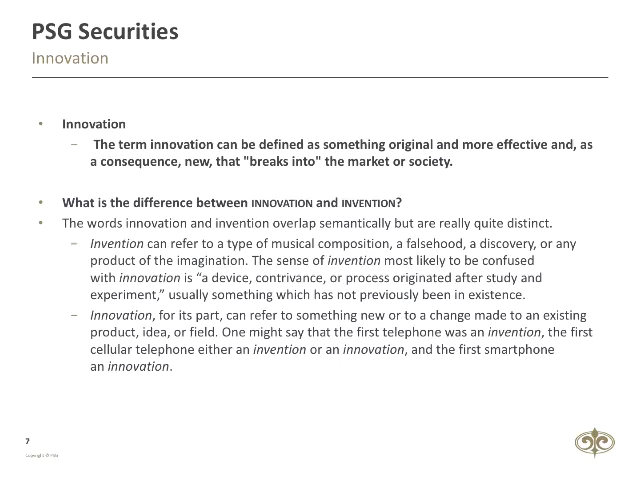 PSG Securities
Innovation
• Innovation
− The term innovation can be defined as something original and more effective and, as
a consequence, new, that "breaks into" the market or society.
• What is the difference between INNOVATION and INVENTION?
• The words innovation and invention overlap semantically but are really quite distinct.
− Invention can refer to a type of musical composition, a falsehood, a discovery, or any
product of the imagination. The sense of invention most likely to be confused
with innovation is “a device, contrivance, or process originated after study and
experiment,” usually something which has not previously been in existence.
− Innovation, for its part, can refer to something new or to a change made to an existing
product, idea, or field. One might say that the first telephone was an invention, the first
cellular telephone either an invention or an innovation, and the first smartphone
an innovation.
7
Copyright © PSG